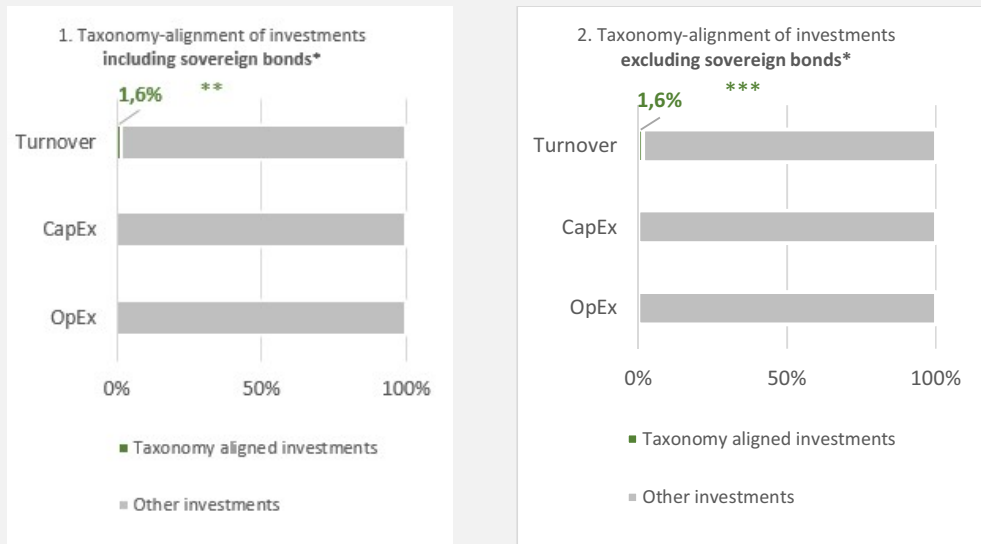 1. Taxonomy-alignment of investments
including sovereign bonds*
1,6% **
Turnover
CapEx
OpEx
0% 50% 100%
Taxonomy aligned investments
Other investments
2. Taxonomy-alignment of investments
excluding sovereign bonds*
1,6% ***
Turnover
CapEx
OpEx
0% 50% 100%
Taxonomy aligned investments
Other investments